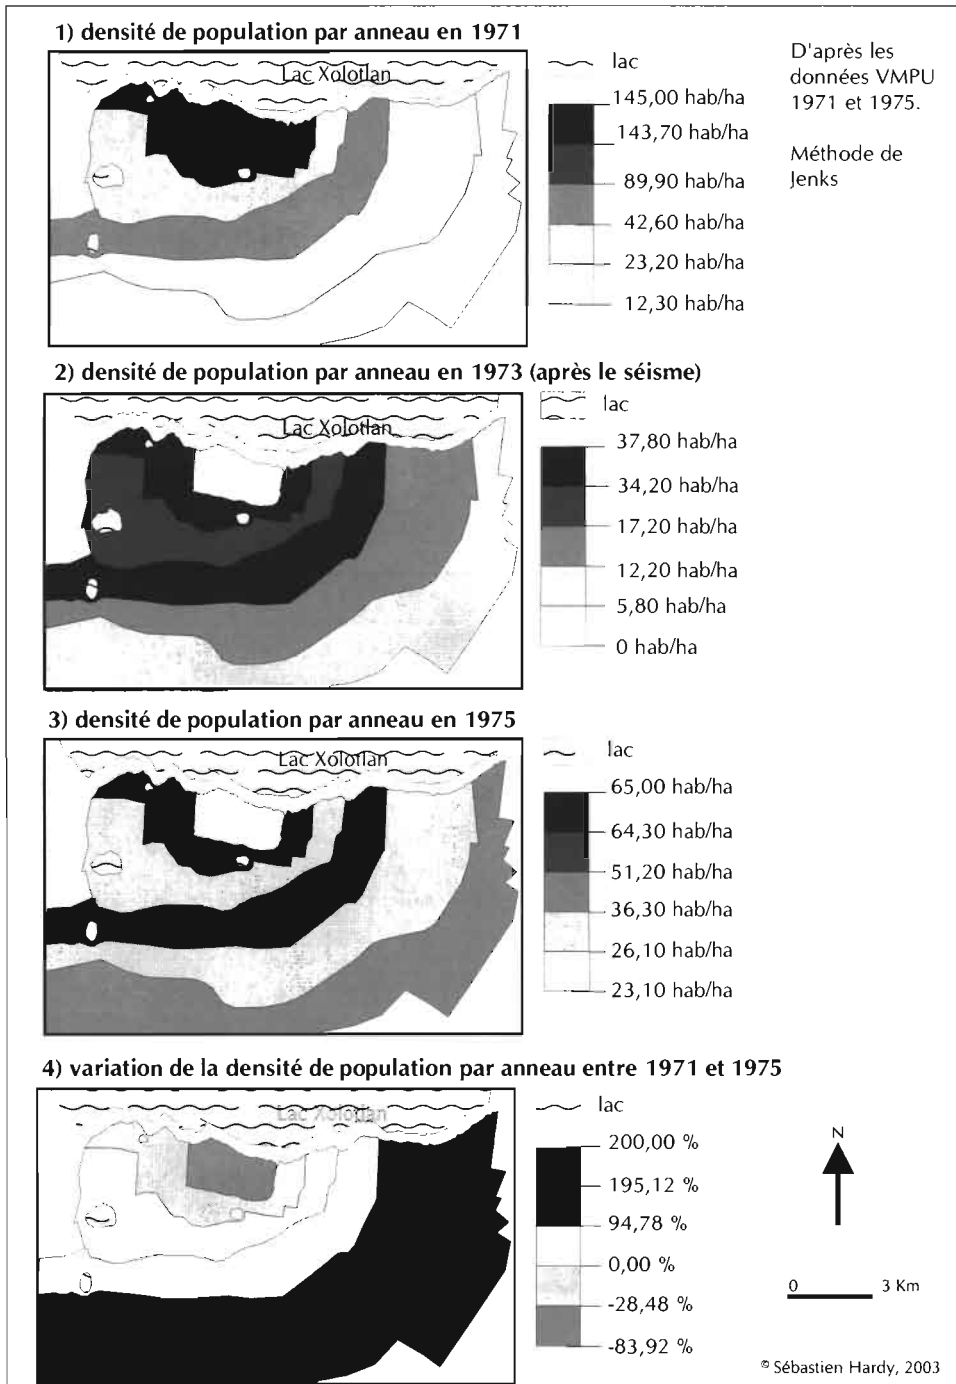 1) densité de population par anneau en 1971
Lac Xolotlan
lac
145,00 hab/ha
143,70 hab/ha
89,90 hab/ha
42,60 hab/ha
23,20 hab/ha
12,30 hab/ha
D'après les
données VMPU
1971 et 1975.
Méthode de
Jenks
2) densité de population par anneau en 1973 (après le séisme)
Lac Xolotlan
lac
37,80 hab/ha
34,20 hab/ha
17,20 hab/ha
12,20 hab/ha
5,80 hab/ha
0 hab/ha
3) densité de population par anneau en 1975
Lac Xolotlan
lac
65,00 hab/ha
64,30 hab/ha
51,20 hab/ha
36,30 hab/ha
26,10 hab/ha
23,10 hab/ha
4) variation de la densité de population par anneau entre 1971 et 1975
Lac Xolotlan
lac
200,00 %
195,12 %
94,78 %
0,00 %
-28,48 %
-83,92 %
N
0 3 Km
© Sébastien Hardy, 2003